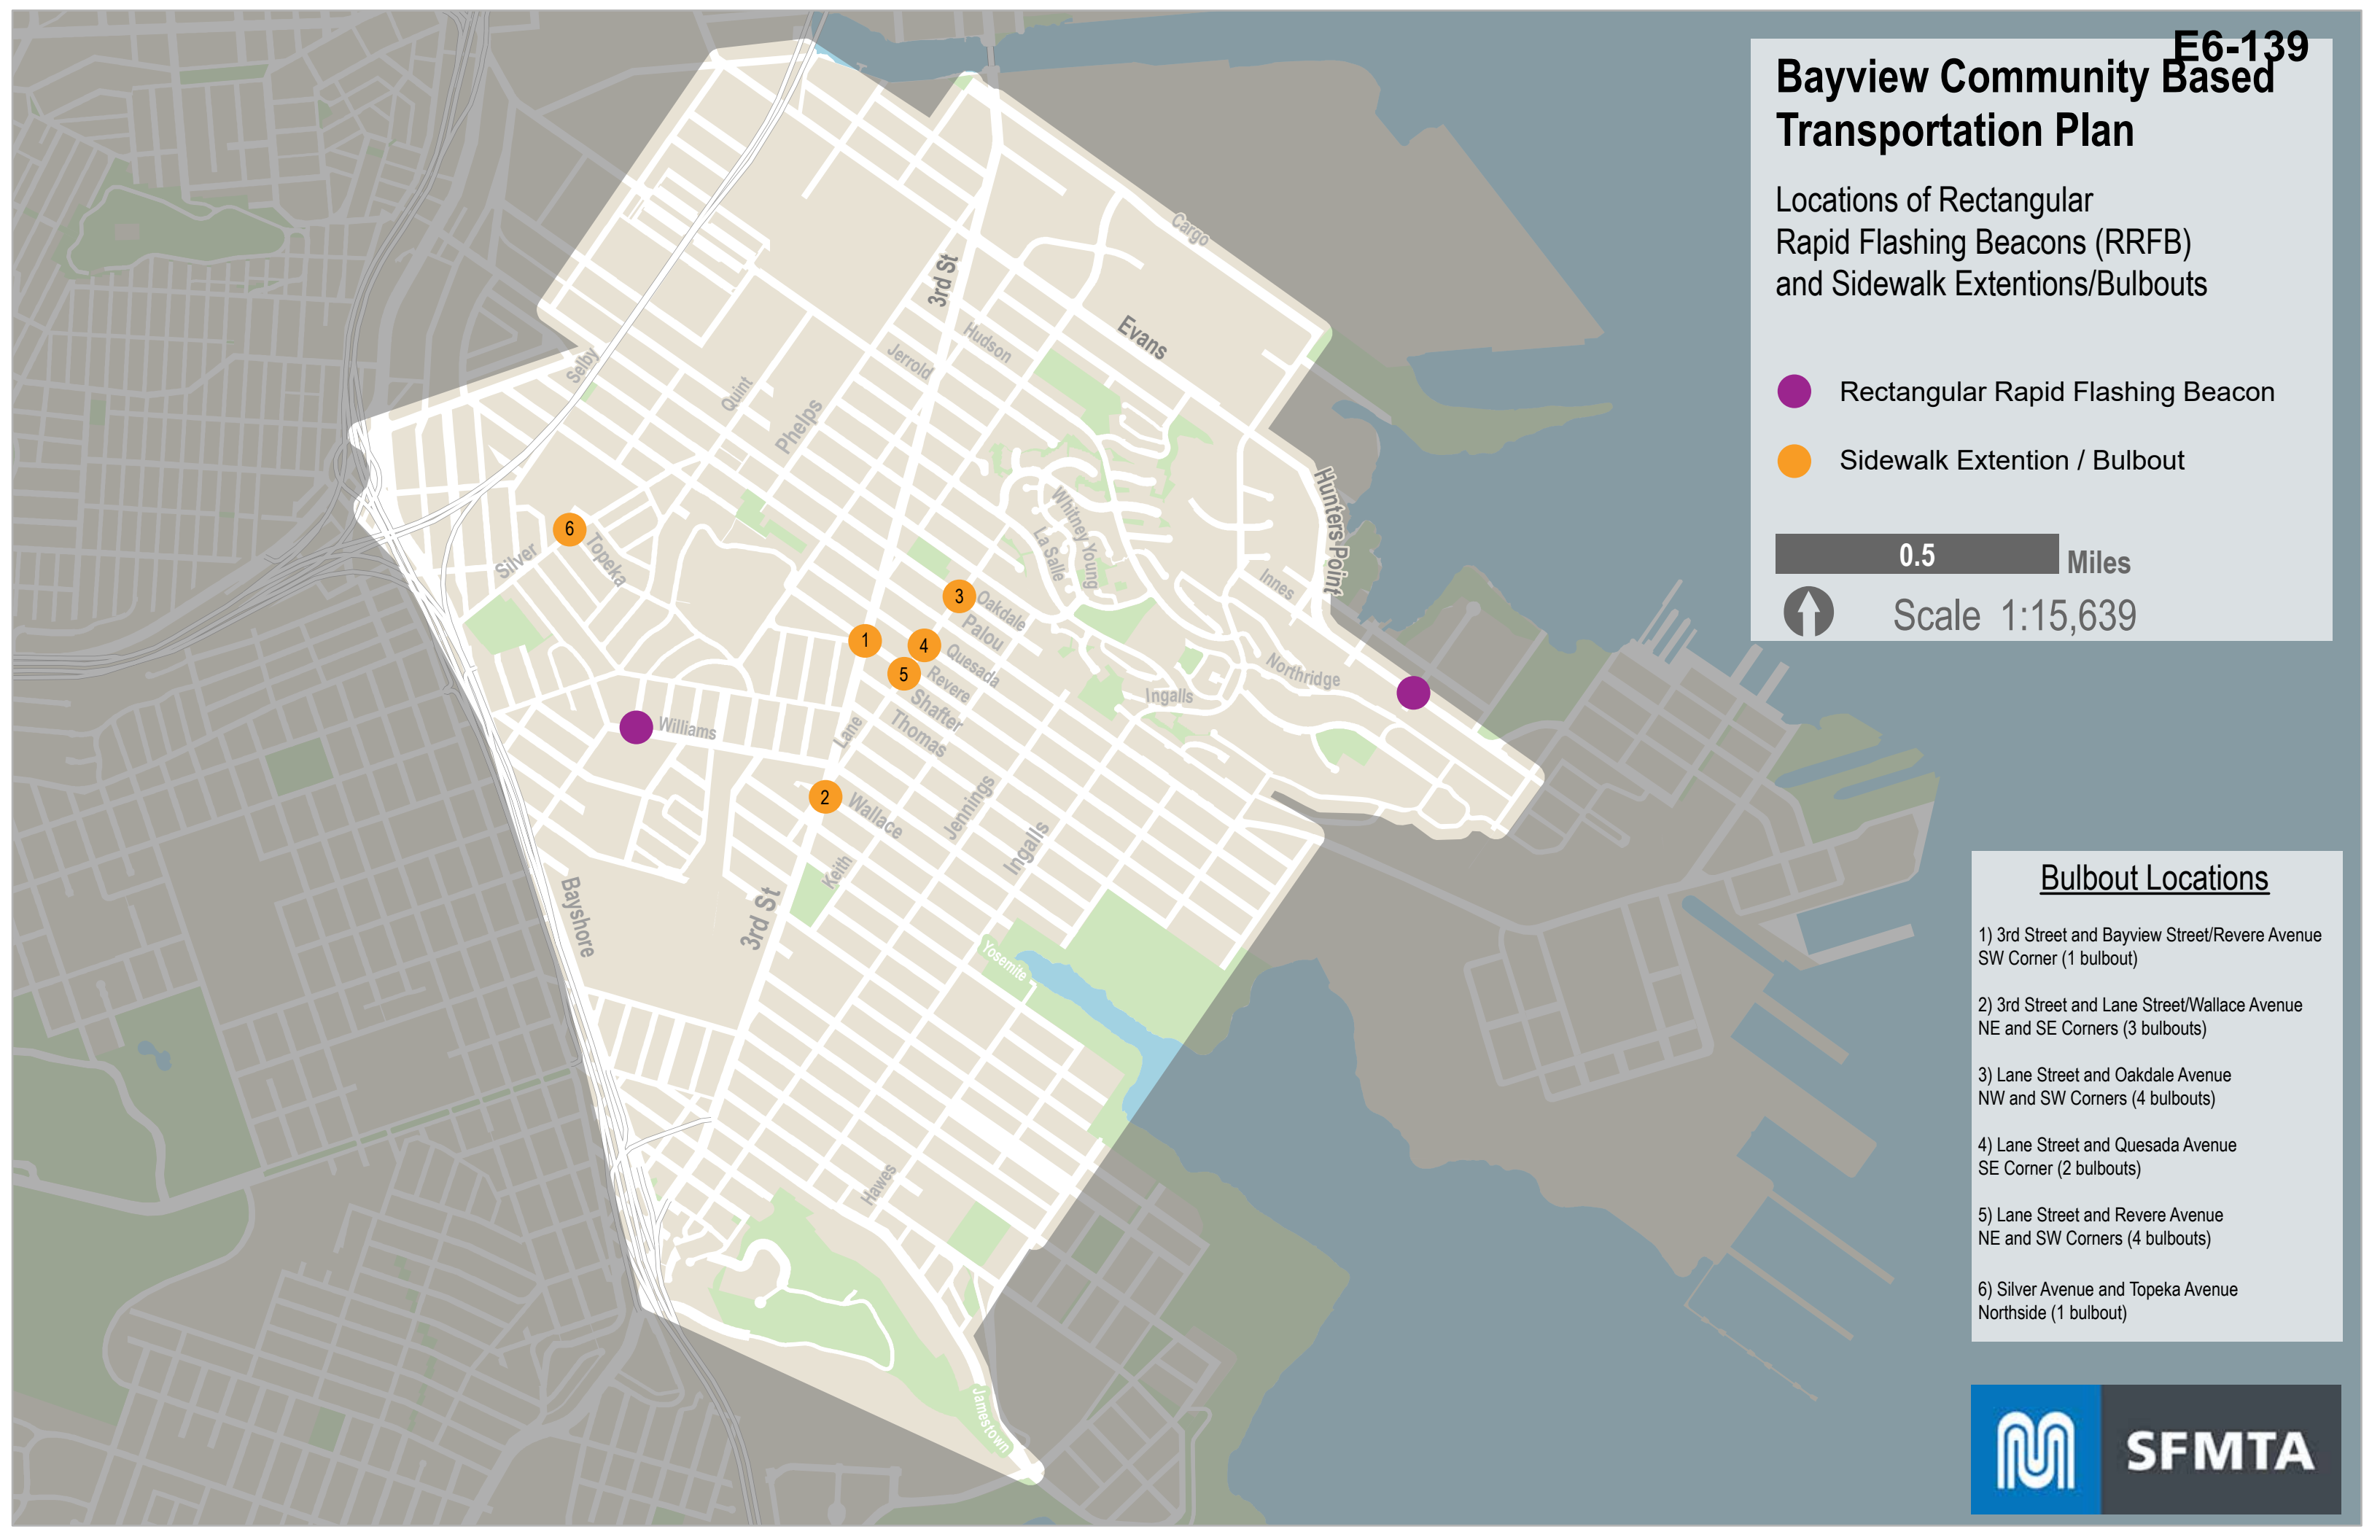 E6-139
Bayview Community Based
Transportation Plan
Locations of Rectangular
Rapid Flashing Beacons (RRFB)
and Sidewalk Extentions/Bulbouts
Rectangular Rapid Flashing Beacon
Sidewalk Extention / Bulbout
0.5
Miles
Scale 1:15,639
Cargo
3rd St
Evans
Hudson
Jerrold
Selby
Quint
Phelps
Hunters Point
Whitney Young
La Salle
Innes
6
Silver
Topeka
3
Oakdale
Palou
1
4
Quesada
5
Revere
Shafter
Thomas
Northridge
Ingalls
Williams
Lane
2
Wallace
Jennings
Ingalls
Keith
Bayshore
3rd St
Yosemite
Hawes
Jamestown
Bulbout Locations
1) 3rd Street and Bayview Street/Revere Avenue
SW Corner (1 bulbout)
2) 3rd Street and Lane Street/Wallace Avenue
NE and SE Corners (3 bulbouts)
3) Lane Street and Oakdale Avenue
NW and SW Corners (4 bulbouts)
4) Lane Street and Quesada Avenue
SE Corner (2 bulbouts)
5) Lane Street and Revere Avenue
NE and SW Corners (4 bulbouts)
6) Silver Avenue and Topeka Avenue
Northside (1 bulbout)
SFMTA